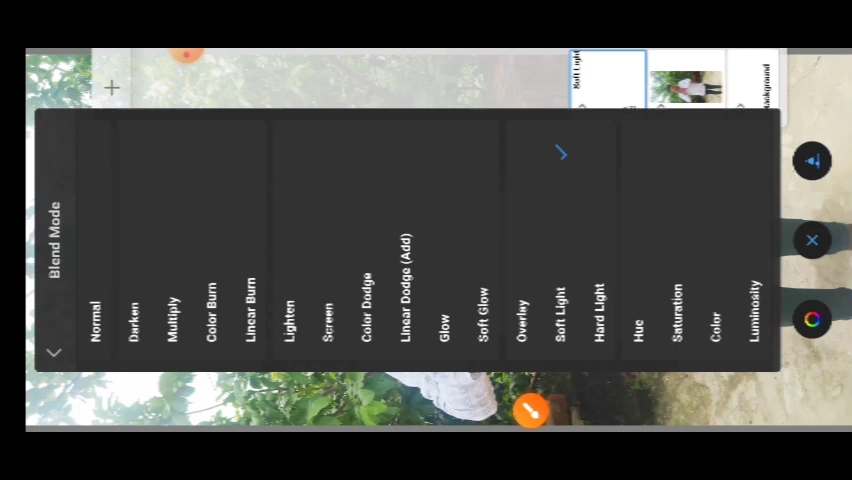 Soft Light
Background
Blend Mode
Normal
Darken
Multiply
Color Burn
Linear Burn
Lighten
Screen
Color Dodge
Linear Dodge (Add)
Glow
Soft Glow
Overlay
Soft Light
Hard Light
Hue
Saturation
Color
Luminosity